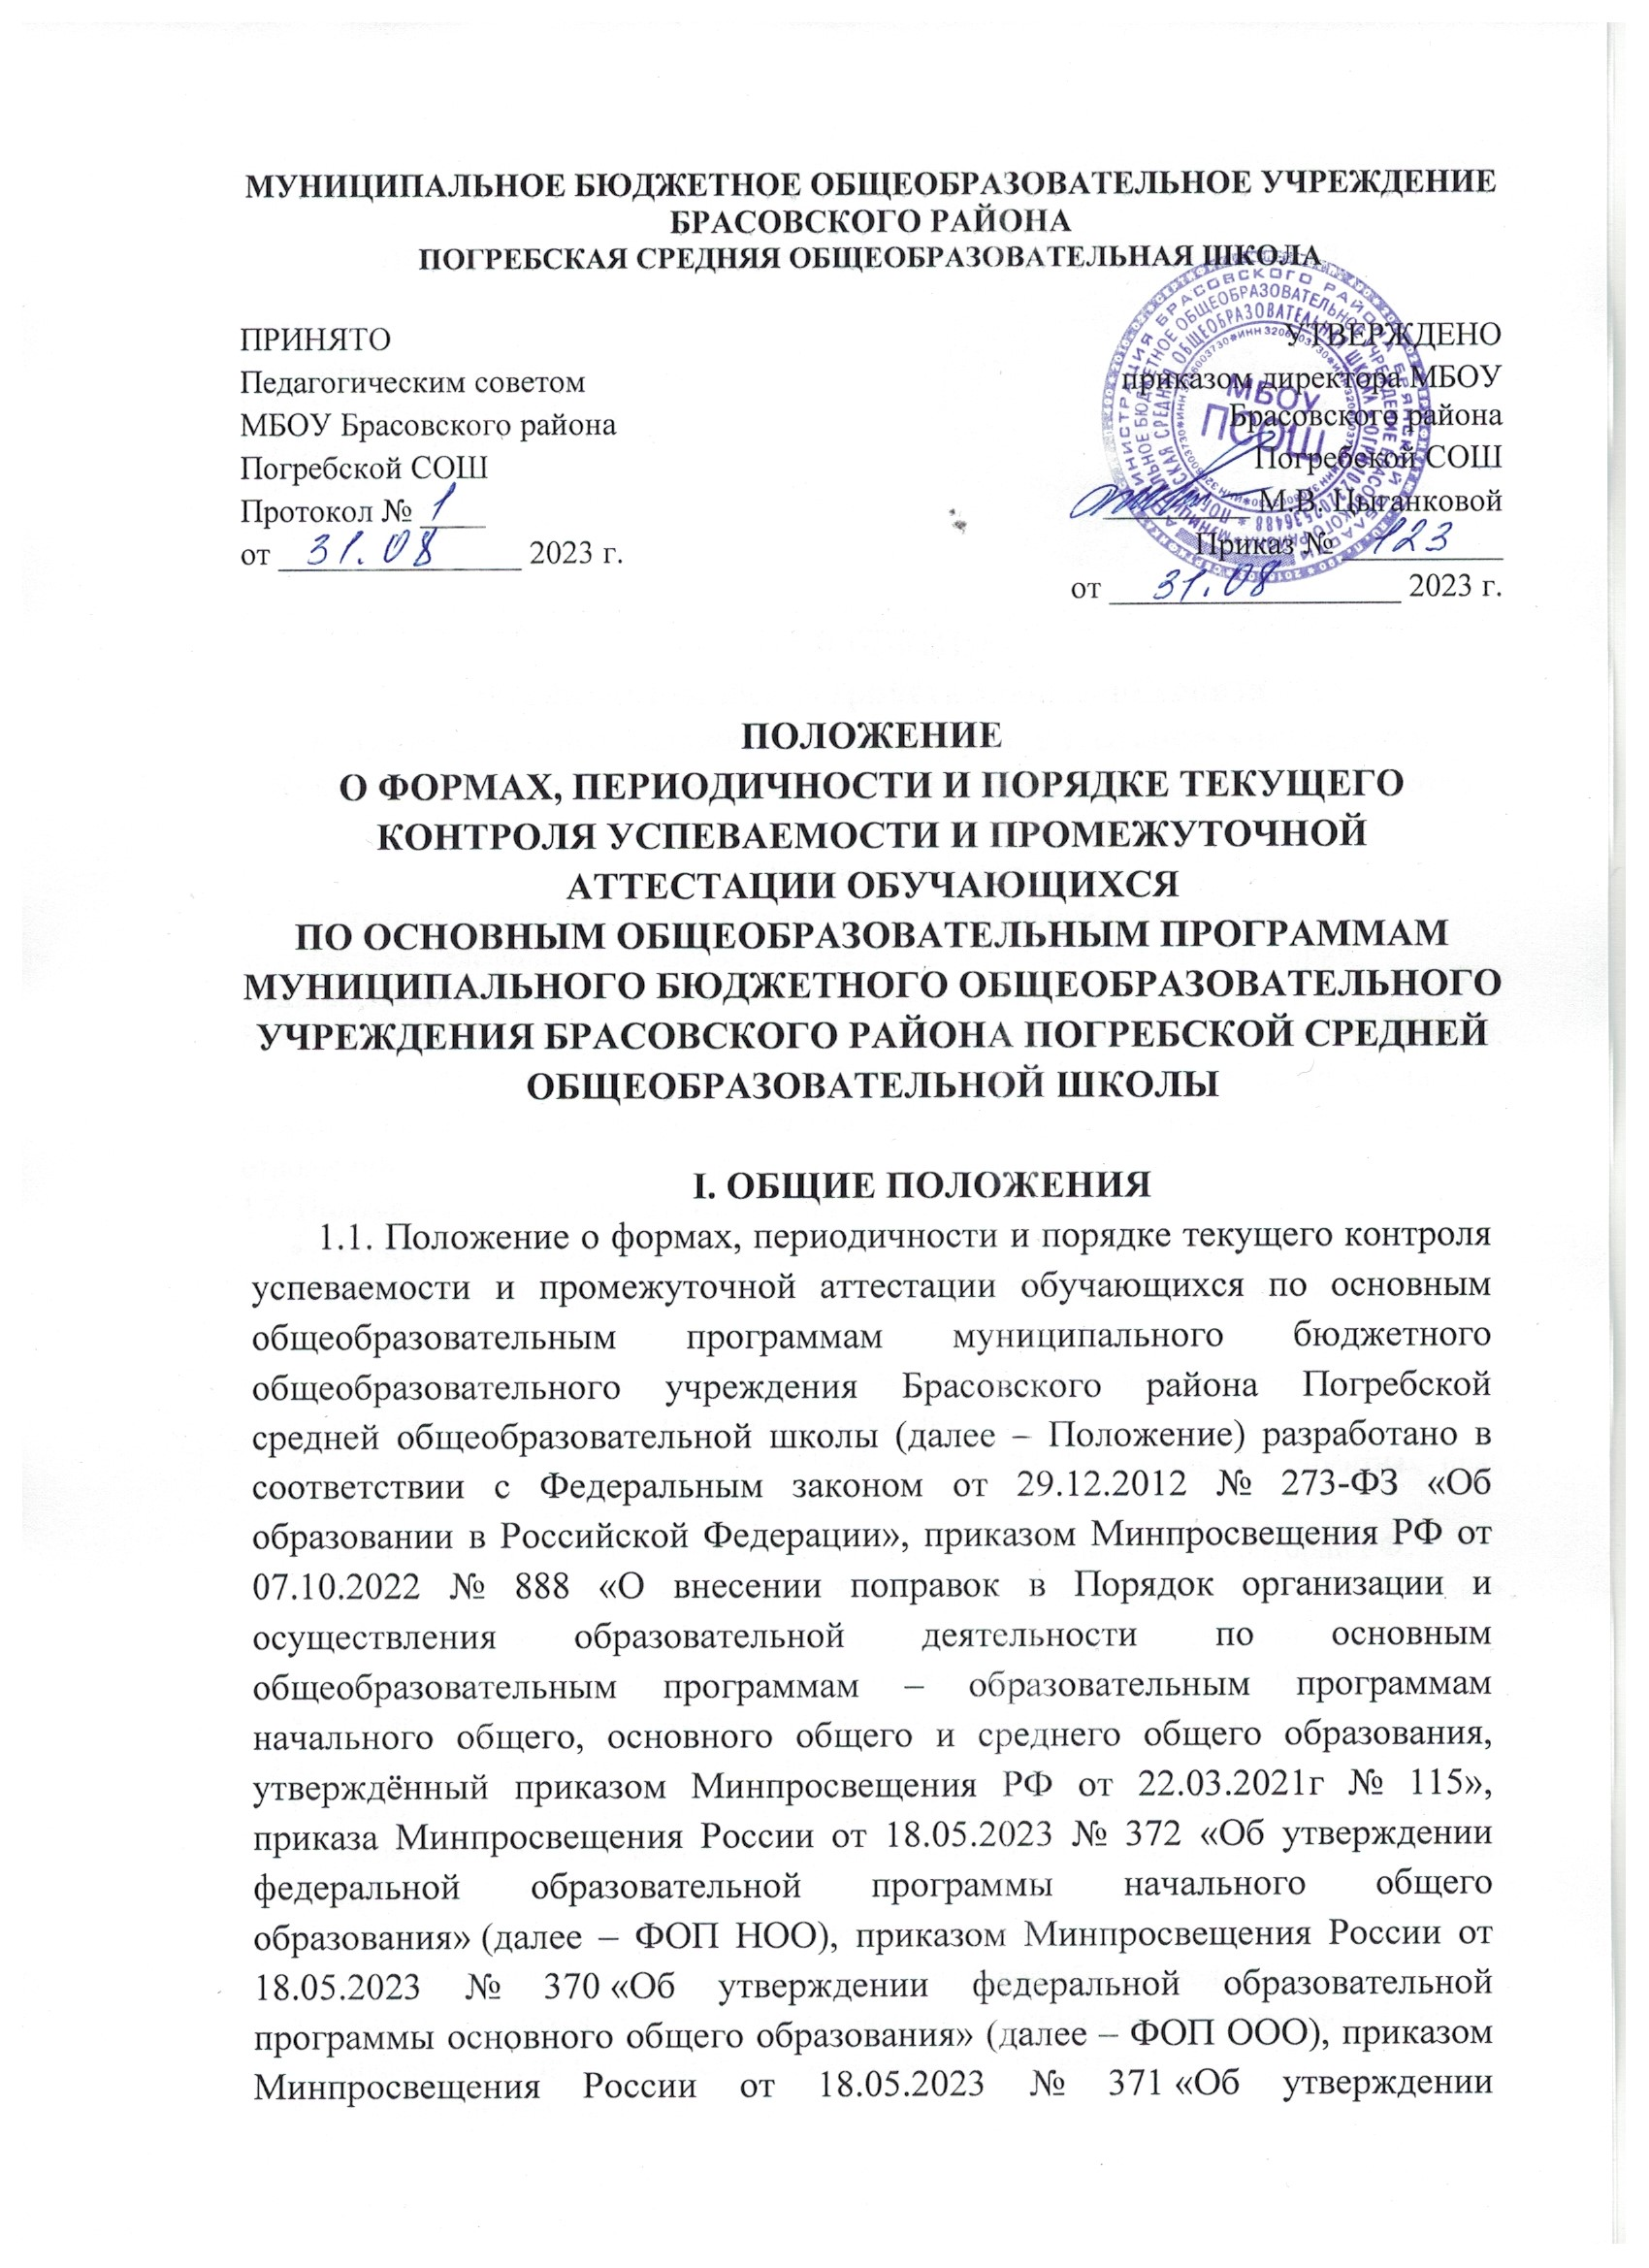 МУНИЦИПАЛЬНОЕ БЮДЖЕТНОЕ ОБЩЕОБРАЗОВАТЕЛЬНОЕ УЧРЕЖДЕНИЕ
БРАСОВСКОГО РАЙОНА
ПОГРЕБСКАЯ СРЕДНЯЯ ОБЩЕОБРАЗОВАТЕЛЬНАЯ ШКОЛА
ПРИНЯТО
Педагогическим советом
МБОУ Брасовского района
Погребской СОШ
Протокол № 1
от 31.08 2023 г.
УТВЕРЖДЕНО
приказом директора МБОУ
Брасовского района
Погребской СОШ
М.В. Цыганковой
Приказ № 123
от 31.08 2023 г.
МБОУ
ПСОШ
ПОЛОЖЕНИЕ
О ФОРМАХ, ПЕРИОДИЧНОСТИ И ПОРЯДКЕ ТЕКУЩЕГО
КОНТРОЛЯ УСПЕВАЕМОСТИ И ПРОМЕЖУТОЧНОЙ
АТТЕСТАЦИИ ОБУЧАЮЩИХСЯ
ПО ОСНОВНЫМ ОБЩЕОБРАЗОВАТЕЛЬНЫМ ПРОГРАММАМ
МУНИЦИПАЛЬНОГО БЮДЖЕТНОГО ОБЩЕОБРАЗОВАТЕЛЬНОГО
УЧРЕЖДЕНИЯ БРАСОВСКОГО РАЙОНА ПОГРЕБСКОЙ СРЕДНЕЙ
ОБЩЕОБРАЗОВАТЕЛЬНОЙ ШКОЛЫ
I. ОБЩИЕ ПОЛОЖЕНИЯ
1.1. Положение о формах, периодичности и порядке текущего контроля
успеваемости и промежуточной аттестации обучающихся по основным
общеобразовательным программам муниципального бюджетного
общеобразовательного учреждения Брасовского района Погребской
средней общеобразовательной школы (далее – Положение) разработано в
соответствии с Федеральным законом от 29.12.2012 № 273-ФЗ «Об
образовании в Российской Федерации», приказом Минпросвещения РФ от
07.10.2022 № 888 «О внесении поправок в Порядок организации и
осуществления образовательной деятельности по основным
общеобразовательным программам – образовательным программам
начального общего, основного общего и среднего общего образования,
утверждённый приказом Минпросвещения РФ от 22.03.2021г № 115»,
приказа Минпросвещения России от 18.05.2023 № 372 «Об утверждении
федеральной образовательной программы начального общего
образования» (далее – ФОП НОО), приказом Минпросвещения России от
18.05.2023 № 370 «Об утверждении федеральной образовательной
программы основного общего образования» (далее – ФОП ООО), приказом
Минпросвещения России от 18.05.2023 № 371 «Об утверждении